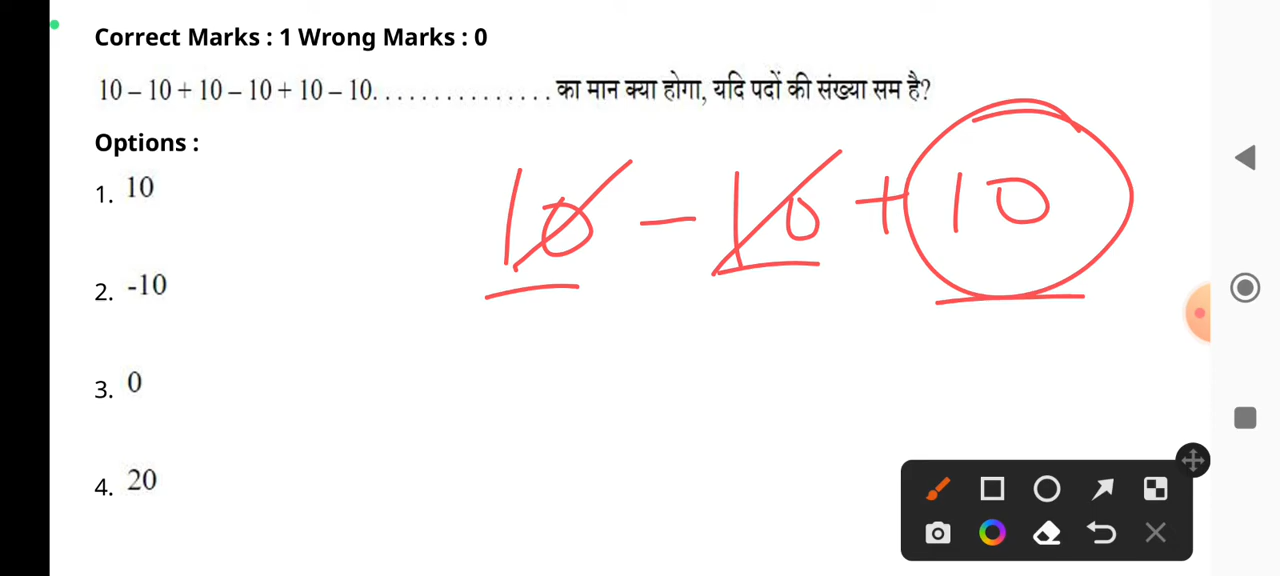 Correct Marks : 1 Wrong Marks : 0
10 – 10 + 10 – 10 + 10 – 10. . . . . . . . . . . . . . . . का मान क्या होगा, यदि पदों की संख्या सम है?
Options :
1. 10
10 – 10 + 10
2. -10
3. 0
4. 20